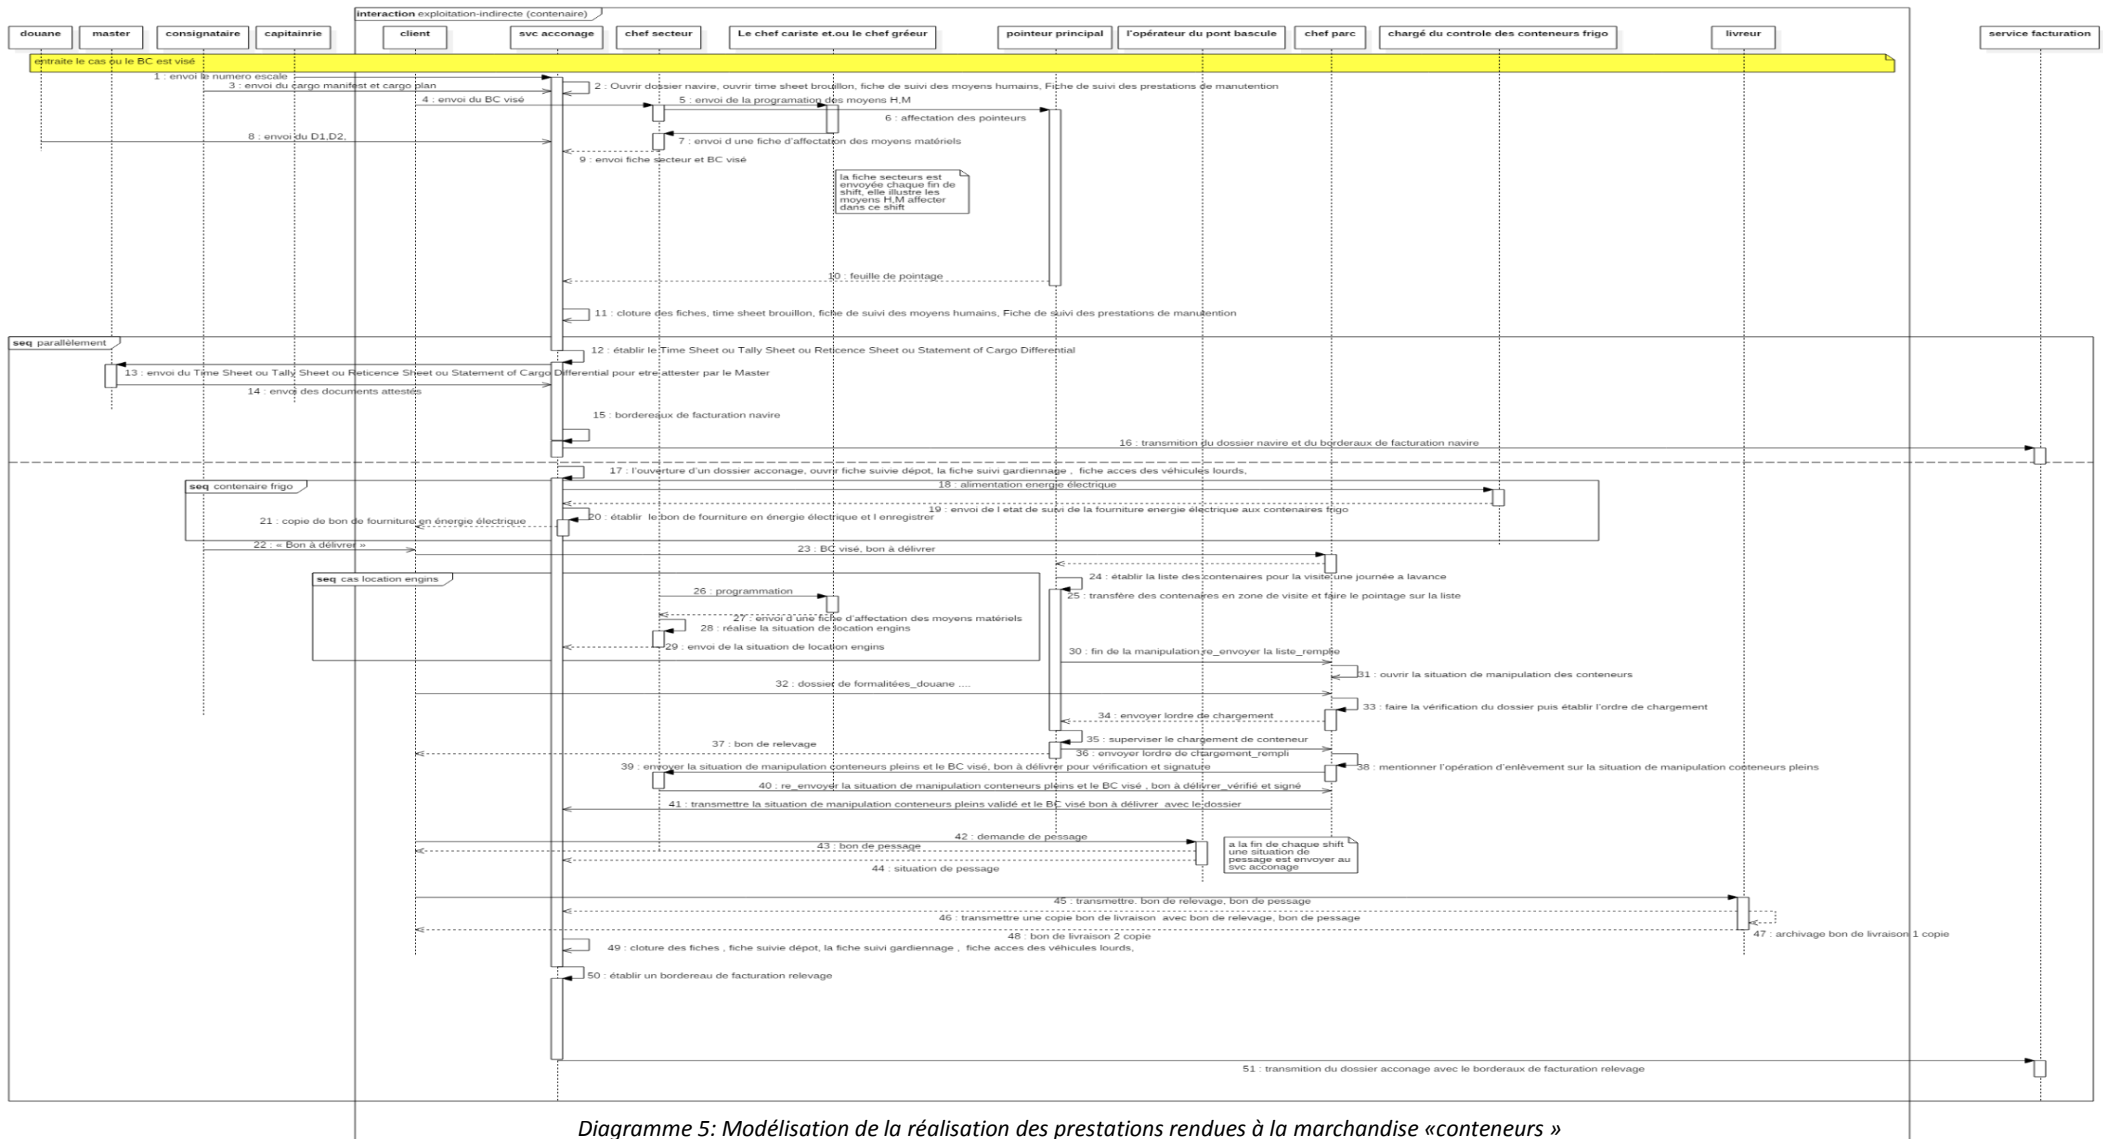 interaction exploitation-indirecte (contenaire)
douane
master
consignataire
capitainrie
client
svc acconage
chef secteur
Le chef cariste et.ou le chef gréeur
pointeur principal
l'opérateur du pont bascule
chef parc
chargé du controle des conteneurs frigo
livreur
service facturation
entraite le cas ou le BC est visé
1 : envoi le numero escale
2 : Ouvrir dossier navire, ouvrir time sheet brouillon, fiche de suivi des moyens humains, Fiche de suivi des prestations de manutention
3 : envoi du cargo manifest et cargo plan
4 : envoi du BC visé
5 : envoi de la programation des moyens H,M
6 : affectation des pointeurs
8 : envoi du D1,D2,
7 : envoi d une fiche d'affectation des moyens matériels
9 : envoi fiche secteur et BC visé
la fiche secteurs est
envoyée chaque fin de
shift, elle illustre les
moyens H,M affecter
dans ce shift
10 : feuille de pointage
11 : cloture des fiches, time sheet brouillon, fiche de suivi des moyens humains, Fiche de suivi des prestations de manutention
seq parallèlement
12 : établir le Time Sheet ou Tally Sheet ou Reticence Sheet ou Statement of Cargo Differential
13 : envoi du Time Sheet ou Tally Sheet ou Reticence Sheet ou Statement of Cargo Differential pour etre attester par le Master
14 : envoi des documents attestés
15 : bordereaux de facturation navire
16 : transmition du dossier navire et du borderaux de facturation navire
17 : l'ouverture d'un dossier acconage, ouvrir fiche suivie dépot, la fiche suivi gardiennage , fiche acces des véhicules lourds,
seq contenaire frigo
18 : alimentation energie électrique
19 : envoi de l etat de suivi de la fourniture energie électrique aux contenaires frigo
20 : établir le bon de fourniture en énergie électrique et l enregistrer
21 : copie de bon de fourniture en énergie électrique
22 : « Bon à délivrer »
23 : BC visé, bon à délivrer
seq cas location engins
24 : établir la liste des contenaires pour la visite une journée a lavance
26 : programmation
25 : transfère des contenaires en zone de visite et faire le pointage sur la liste
27 : envoi d'une fiche d'affectation des moyens matériels
28 : réalise la situation de location engins
29 : envoi de la situation de location engins
30 : fin de la manipulation re_envoyer la liste_remplie
31 : ouvrir la situation de manipulation des conteneurs
32 : dossier de formalitées_douane ....
33 : faire la vérification du dossier puis établir l'ordre de chargement
34 : envoyer lordre de chargement
35 : superviser le chargement de conteneur
37 : bon de relevage
36 : envoyer lordre de chargement_rempli
39 : envoyer la situation de manipulation conteneurs pleins et le BC visé, bon à délivrer pour vérification et signature
38 : mentionner l'opération d'enlèvement sur la situation de manipulation conteneurs pleins
40 : re_envoyer la situation de manipulation conteneurs pleins et le BC visé , bon à délivrer_vérifié et signé
41 : transmettre la situation de manipulation conteneurs pleins validé et le BC visé bon à délivrer avec le dossier
42 : demande de pessage
43 : bon de pessage
44 : situation de pessage
a la fin de chaque shift
une situation de
pessage est envoyer au
svc acconage
45 : transmettre. bon de relevage, bon de pessage
46 : transmettre une copie bon de livraison avec bon de relevage, bon de pessage
48 : bon de livraison 2 copie
47 : archivage bon de livraison 1 copie
49 : cloture des fiches , fiche suivie dépot, la fiche suivi gardiennage , fiche acces des véhicules lourds,
50 : établir un bordereau de facturation relevage
51 : transmition du dossier acconage avec le borderaux de facturation relevage
Diagramme 5: Modélisation de la réalisation des prestations rendues à la marchandise «conteneurs »